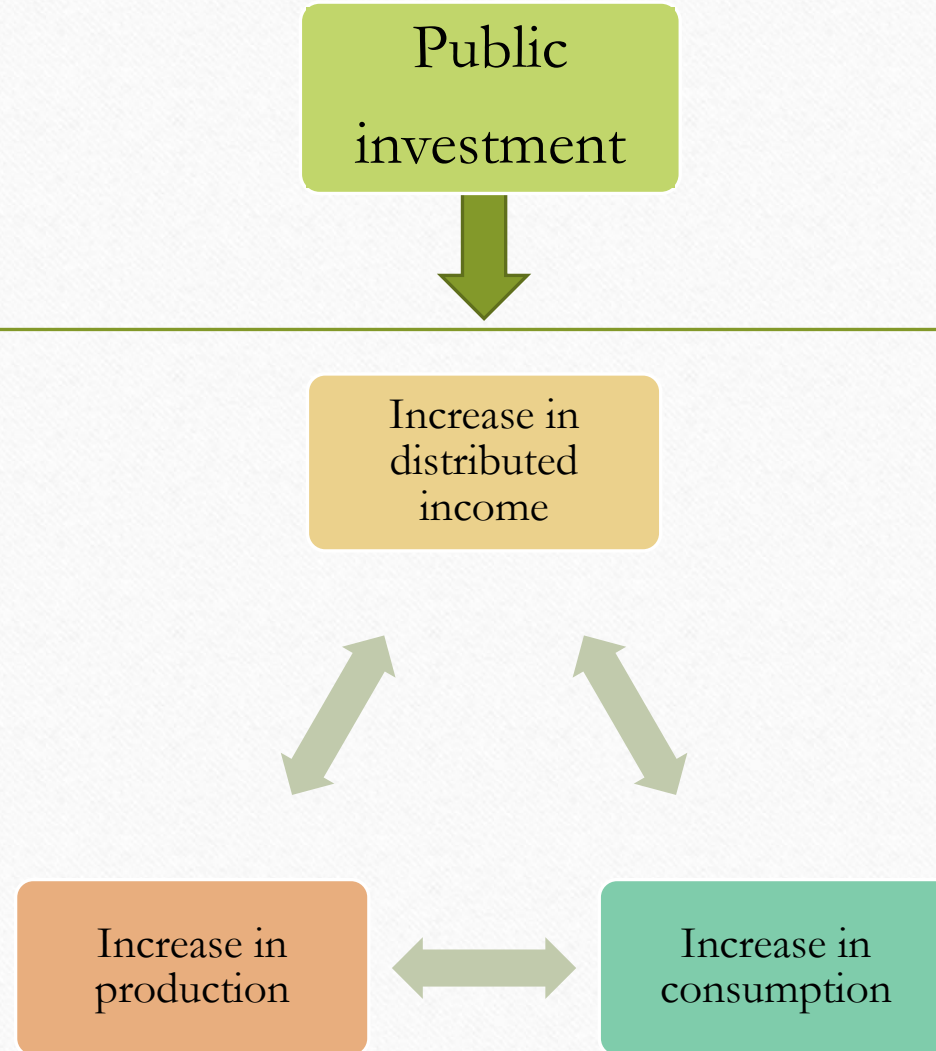 Public
investment
Increase in
distributed
income
Increase in
production
Increase in
consumption